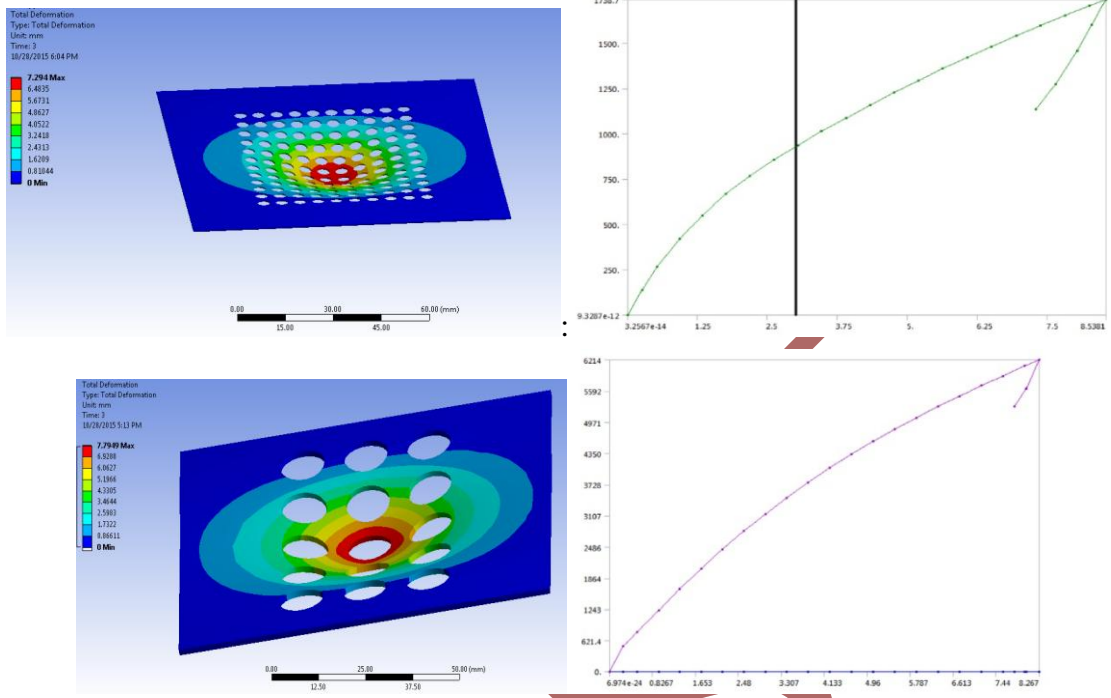 Total Deformation
Type: Total Deformation
Unit: mm
Time: 3
10/28/2015 6:04 PM
7.294 Max
6.4835
5.6731
4.8627
4.0522
3.2418
2.4313
1.6209
0.81044
0 Min
0.00 30.00 60.00 (mm)
15.00 45.00
:
1738.7
1500.
1250.
1000.
750.
500.
250.
9.3207e-12
3.2567e-14 1.25 2.5 3.75 5. 6.25 7.5 8.5381
Total Deformation
Type: Total Deformation
Unit: mm
Time: 3
10/28/2015 5:13 PM
7.7949 Max
6.9288
6.0627
5.1966
4.3305
3.4644
2.5983
1.7322
0.86611
0 Min
0.00 25.00 50.00 (mm)
12.50 37.50
6214
5592
4971
4350
3728
3107
2486
1864
1243
621.4
0.
6.974e-24 0.8267 1.653 2.48 3.307 4.133 4.96 5.787 6.613 7.44 8.267